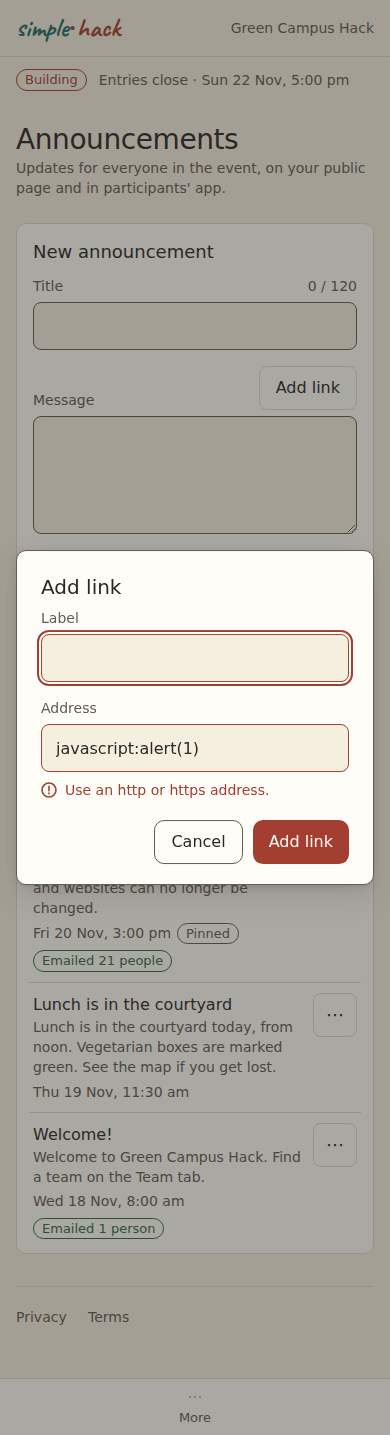 simple·hack
Green Campus Hack
Building
Entries close · Sun 22 Nov, 5:00 pm
Announcements
Updates for everyone in the event, on your public
page and in participants' app.
New announcement
Title
0 / 120
Add link
Message
Add link
Label
Address
javascript:alert(1)
Use an http or https address.
Cancel
Add link
and websites can no longer be
changed.
Fri 20 Nov, 3:00 pm
Pinned
Emailed 21 people
Lunch is in the courtyard
...
Lunch is in the courtyard today, from
noon. Vegetarian boxes are marked
green. See the map if you get lost.
Thu 19 Nov, 11:30 am
Welcome!
...
Welcome to Green Campus Hack. Find
a team on the Team tab.
Wed 18 Nov, 8:00 am
Emailed 1 person
Privacy
Terms
...
More